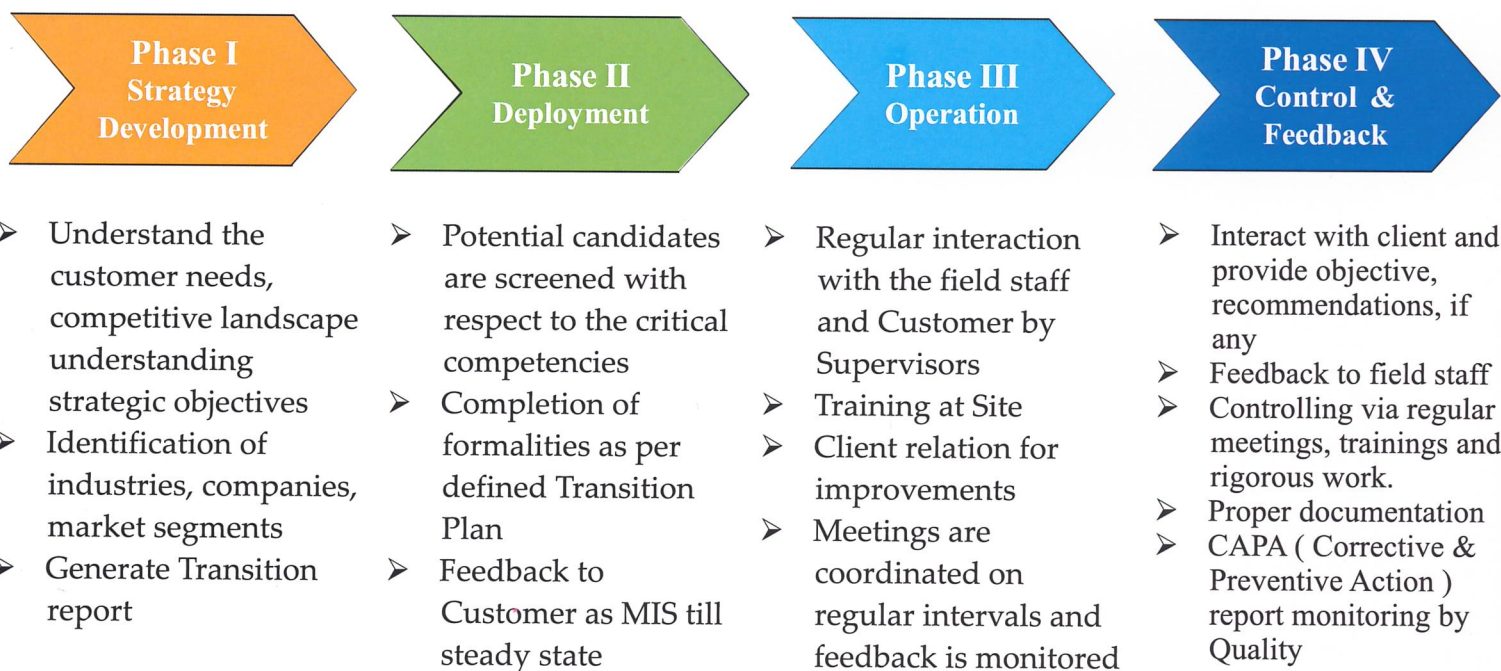 Phase I
Strategy
Development
Phase II
Deployment
Phase III
Operation
Phase IV
Control &
Feedback
➢ Understand the
customer needs,
competitive landscape
understanding
strategic objectives
➢ Identification of
industries, companies,
market segments
➢ Generate Transition
report
➢ Potential candidates
are screened with
respect to the critical
competencies
➢ Completion of
formalities as per
defined Transition
Plan
➢ Feedback to
Customer as MIS till
steady state
➢ Regular interaction
with the field staff
and Customer by
Supervisors
➢ Training at Site
➢ Client relation for
improvements
➢ Meetings are
coordinated on
regular intervals and
feedback is monitored
➢ Interact with client and
provide objective,
recommendations, if
any
➢ Feedback to field staff
➢ Controlling via regular
meetings, trainings and
rigorous work.
➢ Proper documentation
➢ CAPA ( Corrective &
Preventive Action )
report monitoring by
Quality